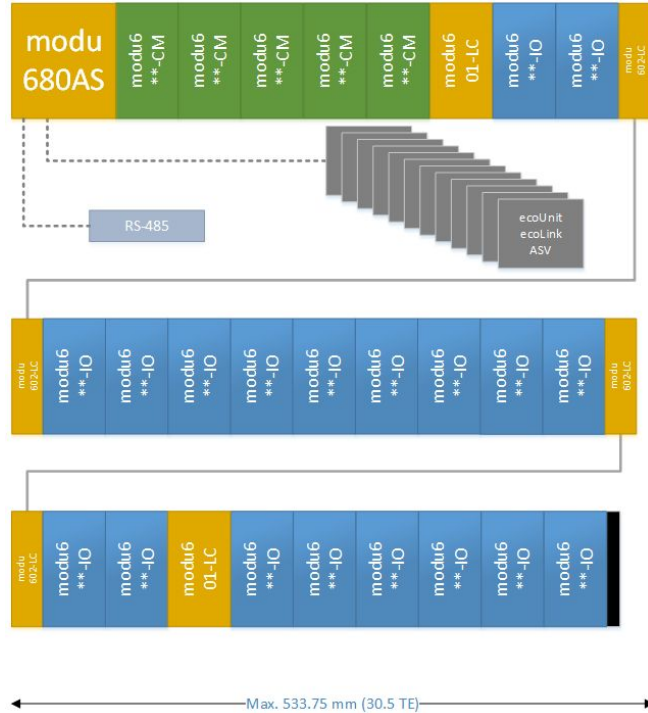 modu
680AS
modu6
**-CM
modu6
**-CM
modu6
**-CM
modu6
**-CM
modu6
**-CM
modu6
01-LC
modu6
**-IO
modu6
**-IO
modu
602-LC
RS-485
ecoUnit
ecoLink
ASV
modu
602-LC
modu6
**-IO
modu6
**-IO
modu6
**-IO
modu6
**-IO
modu6
**-IO
modu6
**-IO
modu6
**-IO
modu6
**-IO
modu6
**-IO
modu
602-LC
modu
602-LC
modu6
**-IO
modu6
**-IO
modu6
01-LC
modu6
**-IO
modu6
**-IO
modu6
**-IO
modu6
**-IO
modu6
**-IO
modu6
**-IO
Max. 533.75 mm (30.5 TE)